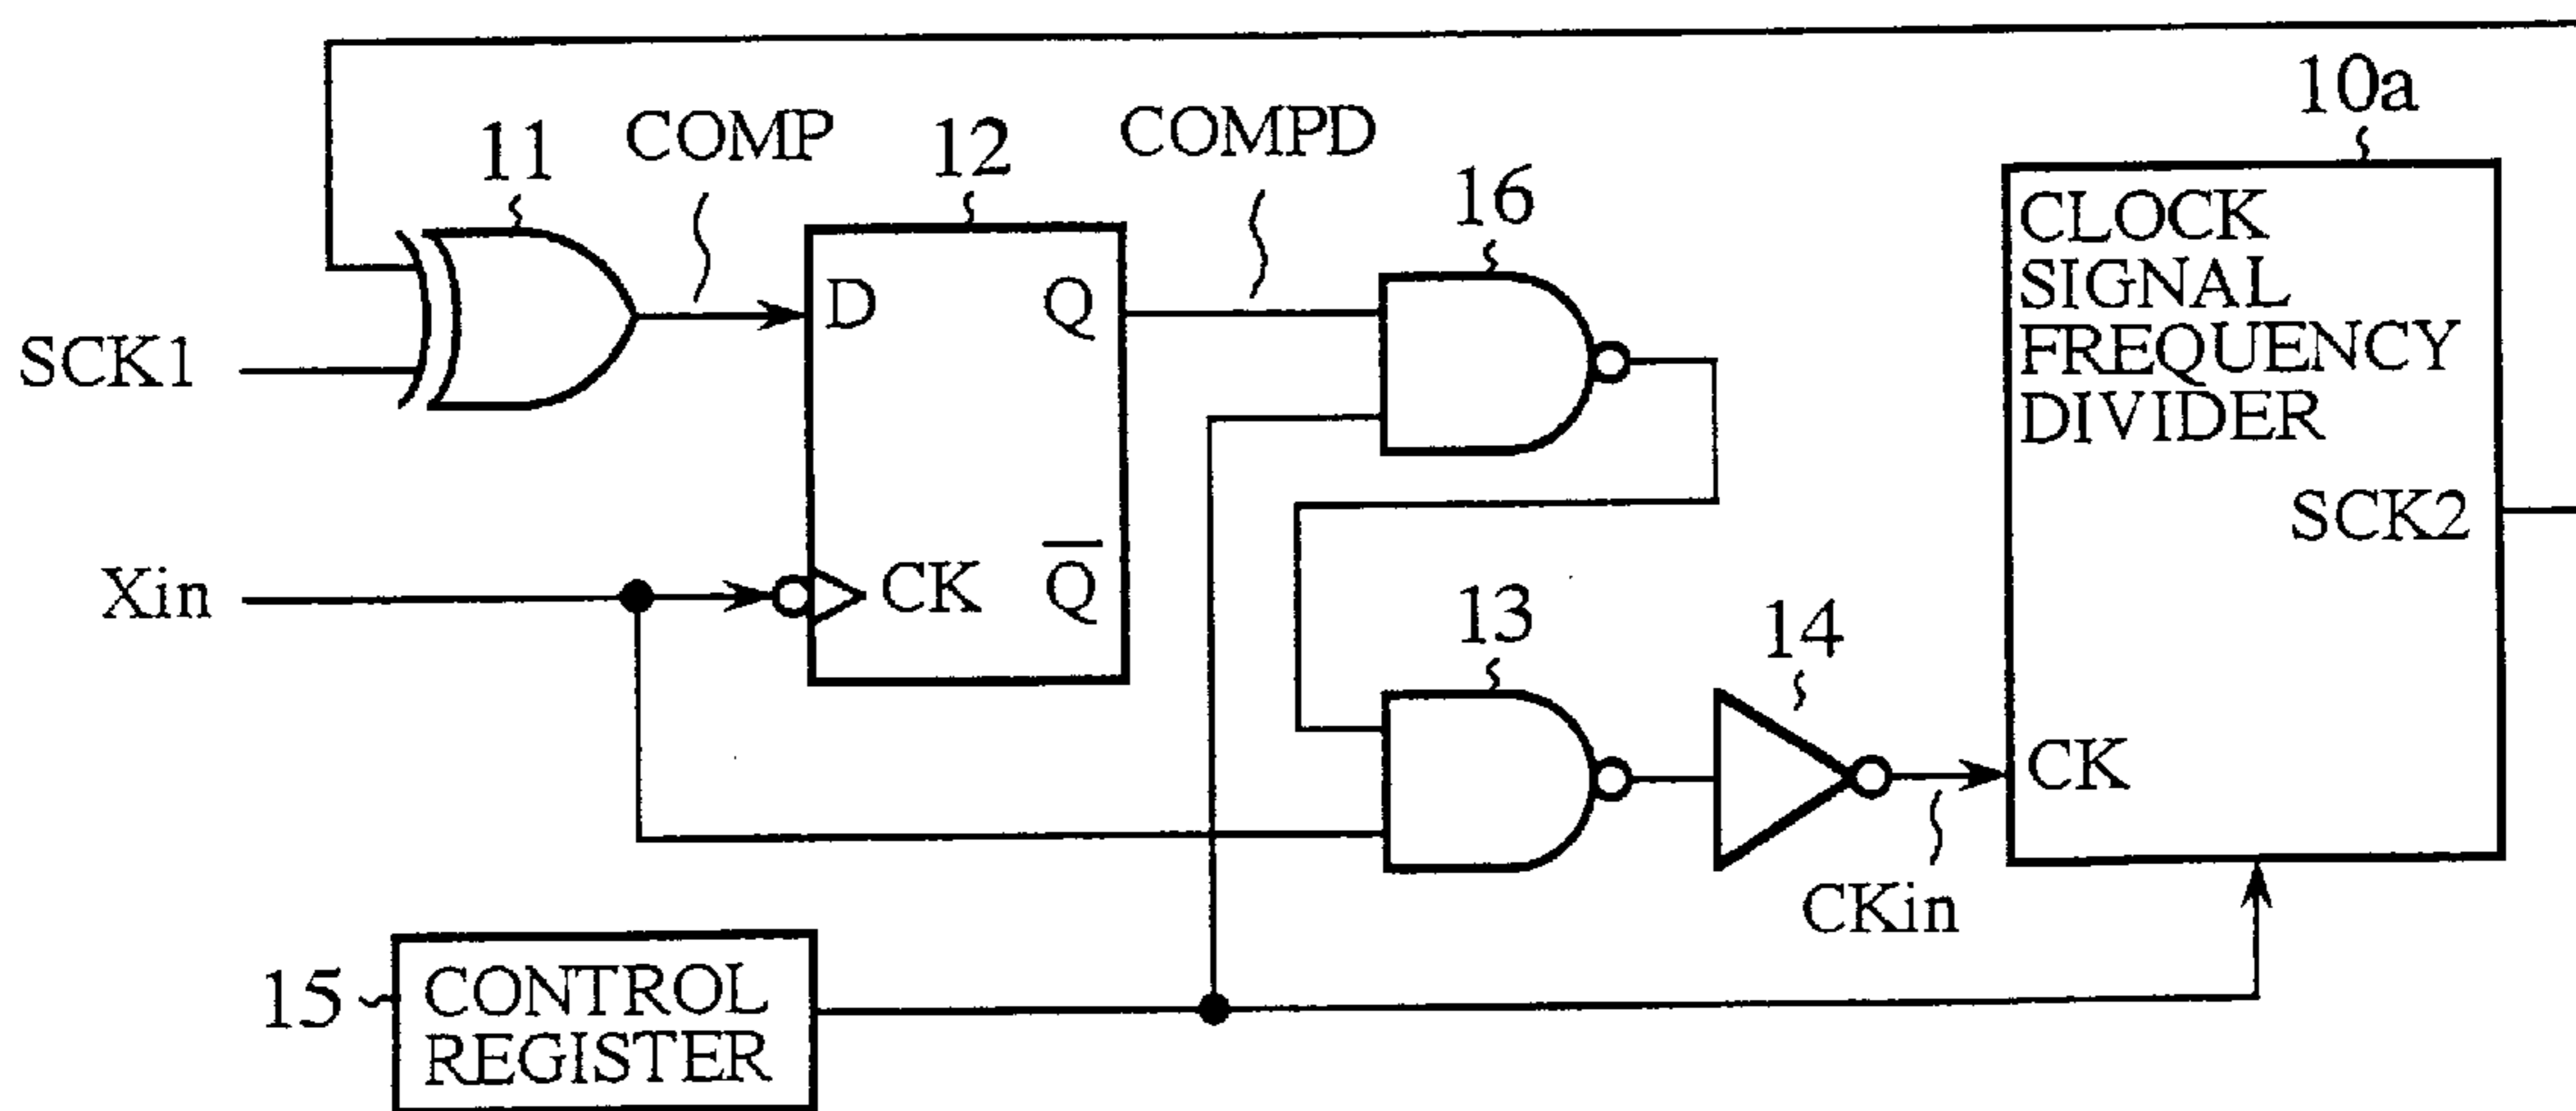 10a
11
COMP
12
COMPD
16
CLOCK
SIGNAL
FREQUENCY
DIVIDER
D
Q
SCK1
SCK2
Xin
CK
Q̅
13
14
CK
CKin
15
CONTROL
REGISTER